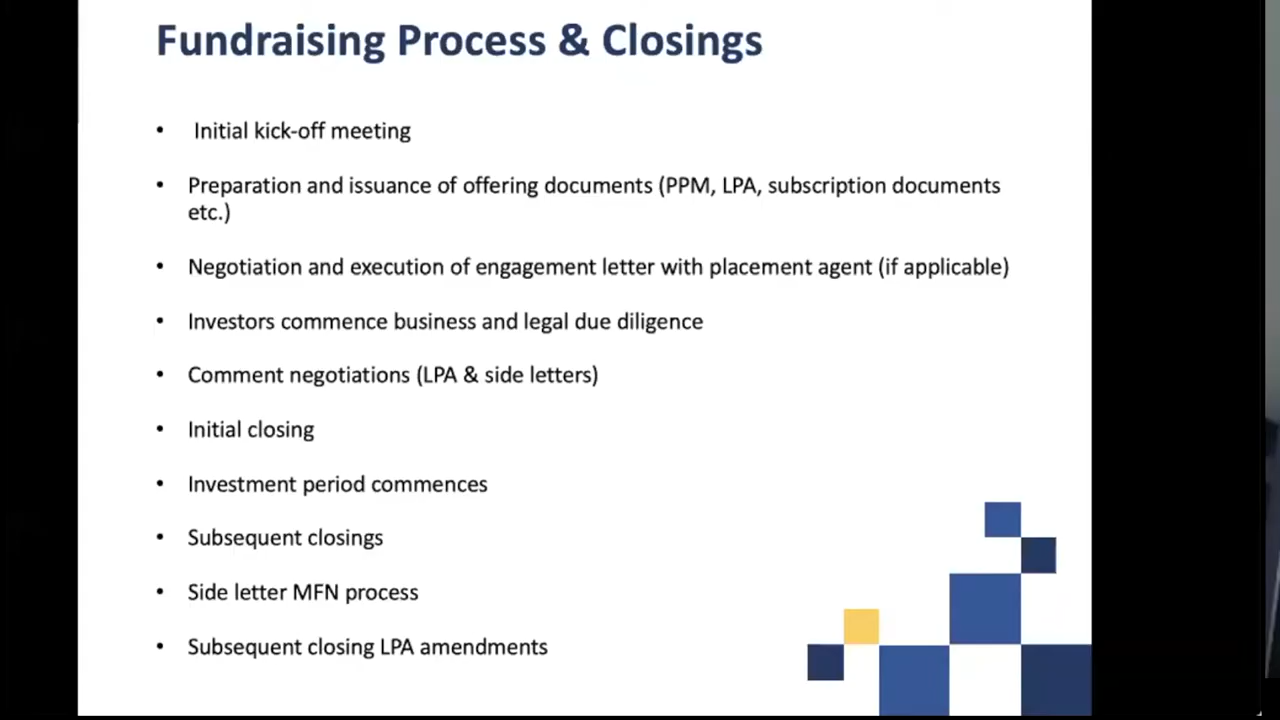 Fundraising Process & Closings
• Initial kick-off meeting
• Preparation and issuance of offering documents (PPM, LPA, subscription documents
etc.)
• Negotiation and execution of engagement letter with placement agent (if applicable)
• Investors commence business and legal due diligence
• Comment negotiations (LPA & side letters)
• Initial closing
• Investment period commences
• Subsequent closings
• Side letter MFN process
• Subsequent closing LPA amendments